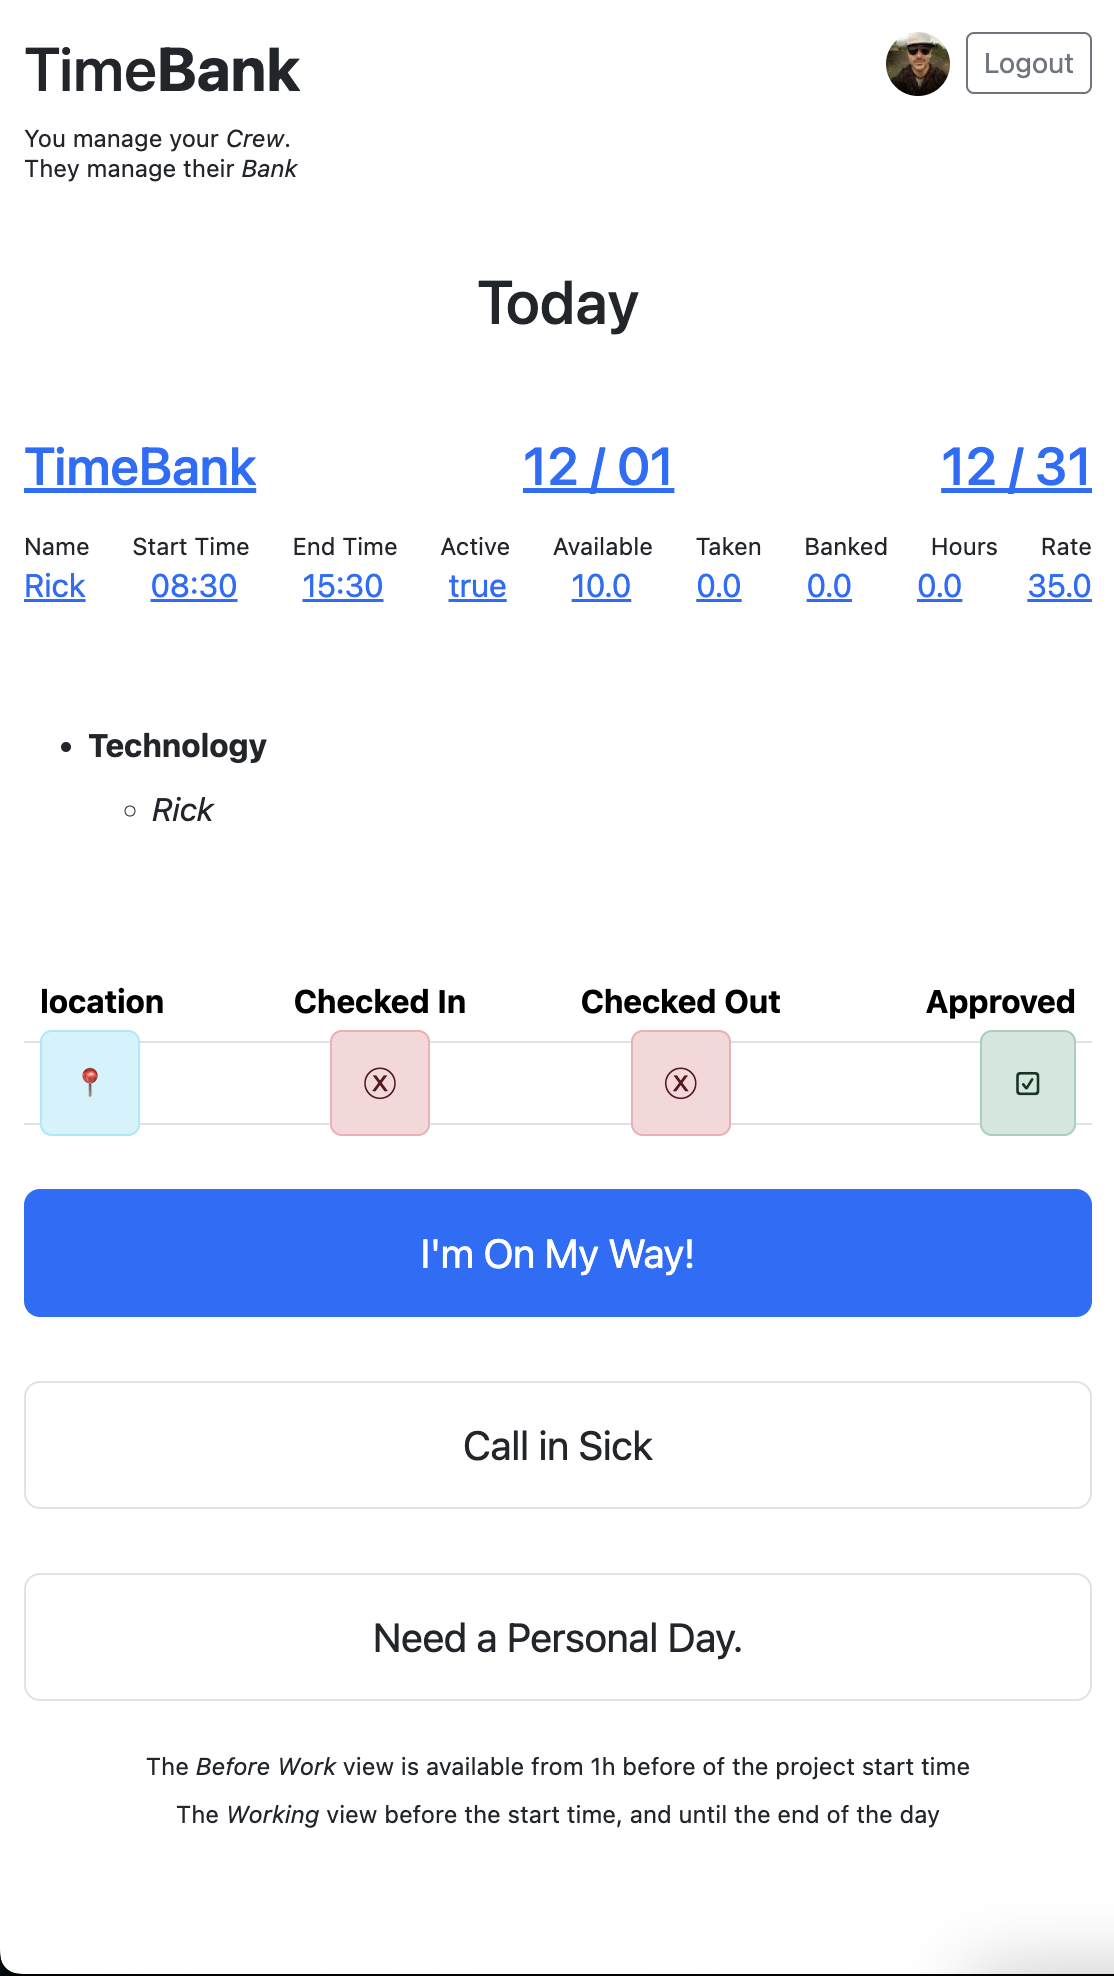 TimeBank
Logout
You manage your Crew.
They manage their Bank
Today
TimeBank 12 / 01 12 / 31
Name Start Time End Time Active Available Taken Banked Hours Rate
Rick 08:30 15:30 true 10.0 0.0 0.0 0.0 35.0
Technology
Rick
location Checked In Checked Out Approved
I'm On My Way!
Call in Sick
Need a Personal Day.
The Before Work view is available from 1h before of the project start time
The Working view before the start time, and until the end of the day